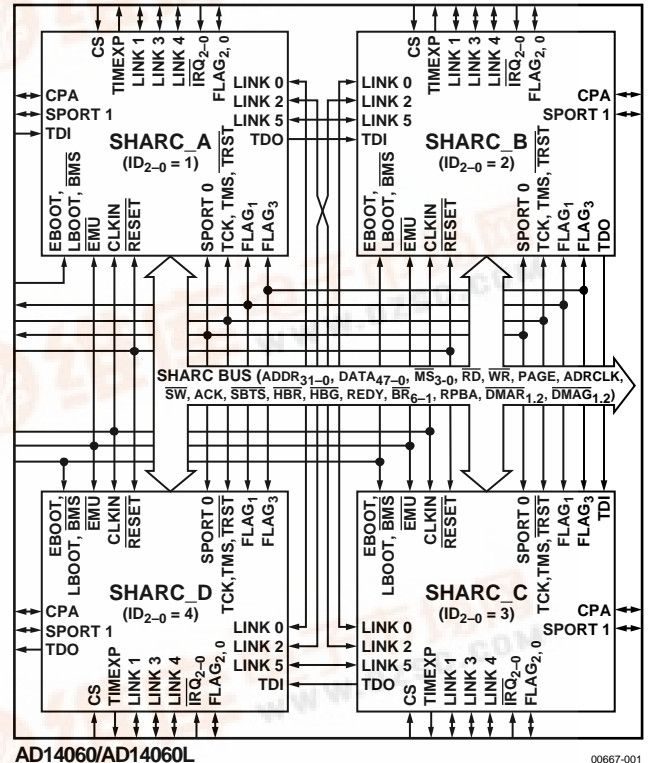 CS
TIMEXP
LINK 1
LINK 3
LINK 4
IRQ2–0
FLAG2, 0
CPA
SPORT 1
TDI
LINK 0
LINK 2
LINK 5
TDO
SHARC_A
(ID2–0 = 1)
EBOOT,
LBOOT, BMS
EMU
CLKIN
RESET
SPORT 0
TCK, TMS, TRST
FLAG1
FLAG3
CS
TIMEXP
LINK 1
LINK 3
LINK 4
IRQ2–0
FLAG2, 0
LINK 0
LINK 2
LINK 5
TDI
CPA
SPORT 1
SHARC_B
(ID2–0 = 2)
EBOOT,
LBOOT, BMS
EMU
CLKIN
RESET
SPORT 0
TCK, TMS, TRST
FLAG1
FLAG3
TDO
SHARC BUS (ADDR31–0, DATA47–0, MS3-0, RD, WR, PAGE, ADRCLK,
SW, ACK, SBTS, HBR, HBG, REDY, BR6–1, RPBA, DMAR1.2, DMAG1.2)
EBOOT,
LBOOT, BMS
EMU
CLKIN
RESET
SPORT 0
TCK,TMS, TRST
FLAG1
FLAG3
SHARC_D
(ID2–0 = 4)
CPA
SPORT 1
TDO
LINK 0
LINK 2
LINK 5
TDI
CS
TIMEXP
LINK 1
LINK 3
LINK 4
IRQ2–0
FLAG2, 0
EBOOT,
LBOOT, BMS
EMU
CLKIN
RESET
SPORT 0
TCK, TMS, TRST
FLAG1
FLAG3
TDI
SHARC_C
(ID2–0 = 3)
CPA
SPORT 1
LINK 0
LINK 2
LINK 5
TDO
CS
TIMEXP
LINK 1
LINK 3
LINK 4
IRQ2–0
FLAG2, 0
AD14060/AD14060L
00667-001